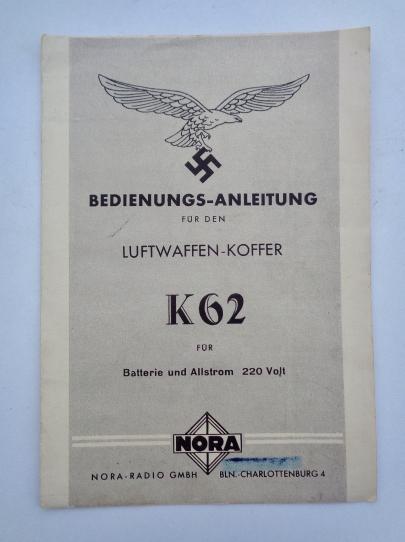 BEDIENUNGS-ANLEITUNG
FÜR DEN
LUFTWAFFEN-KOFFER
K62
FÜR
Batterie und Allstrom 220 Volt
NORA
NORA-RADIO GMBH BLN.-CHARLOTTENBURG 4